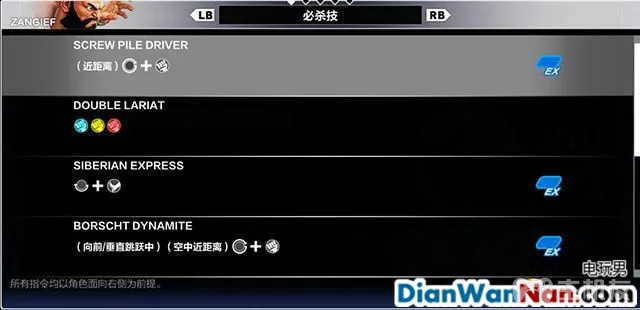 ZANGIEF
LB 必杀技 RB
SCREW PILE DRIVER
（近距离） +
EX
DOUBLE LARIAT
SIBERIAN EXPRESS
+
EX
BORSCHT DYNAMITE
（向前/垂直跳跃中）（空中近距离） +
EX
所有指令均以角色面向右侧为前提。
电玩男
DianWanNan.com